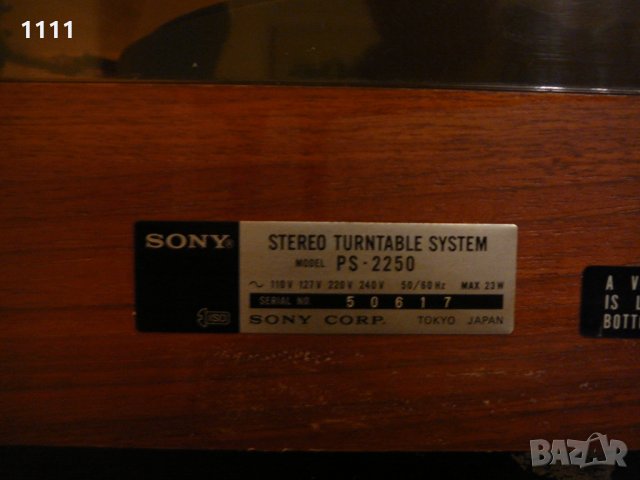 1111
SONY®
STEREO TURNTABLE SYSTEM
MODEL PS-2250
~ 110V 127V 220V 240V 50/60Hz MAX 23W
SERIAL NO. 50617
SONY CORP. TOKYO JAPAN
A V
IS
BOTT
BAZAR